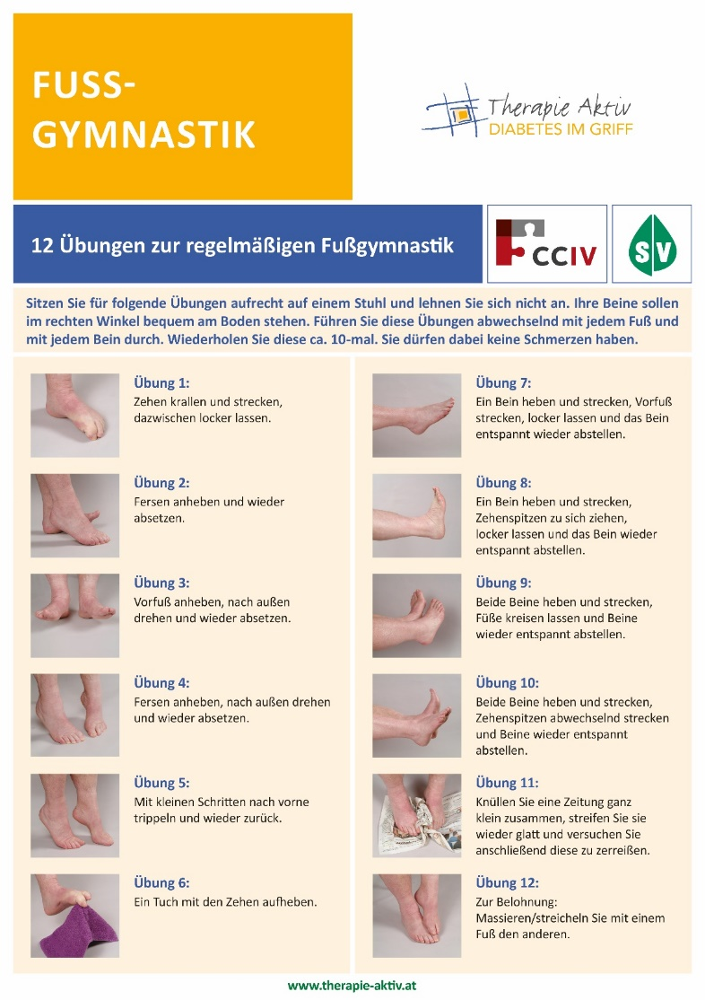 FUSS-
GYMNASTIK
Therapie Aktiv
DIABETES IM GRIFF
12 Übungen zur regelmäßigen Fußgymnastik
CCIV
SV
Sitzen Sie für folgende Übungen aufrecht auf einem Stuhl und lehnen Sie sich nicht an. Ihre Beine sollen
im rechten Winkel bequem am Boden stehen. Führen Sie diese Übungen abwechselnd mit jedem Fuß und
mit jedem Bein durch. Wiederholen Sie diese ca. 10-mal. Sie dürfen dabei keine Schmerzen haben.
Übung 1:
Zehen krallen und strecken,
dazwischen locker lassen.
Übung 2:
Fersen anheben und wieder
absetzen.
Übung 3:
Vorfuß anheben, nach außen
drehen und wieder absetzen.
Übung 4:
Fersen anheben, nach außen drehen
und wieder absetzen.
Übung 5:
Mit kleinen Schritten nach vorne
trippeln und wieder zurück.
Übung 6:
Ein Tuch mit den Zehen aufheben.
Übung 7:
Ein Bein heben und strecken, Vorfuß
strecken, locker lassen und das Bein
entspannt wieder abstellen.
Übung 8:
Ein Bein heben und strecken,
Zehenspitzen zu sich ziehen,
locker lassen und das Bein wieder
entspannt abstellen.
Übung 9:
Beide Beine heben und strecken,
Füße kreisen lassen und Beine
wieder entspannt abstellen.
Übung 10:
Beide Beine heben und strecken,
Zehenspitzen abwechselnd strecken
und Beine wieder entspannt
abstellen.
Übung 11:
Knüllen Sie eine Zeitung ganz
klein zusammen, streifen Sie sie
wieder glatt und versuchen Sie
anschließend diese zu zerreißen.
Übung 12:
Zur Belohnung:
Massieren/streicheln Sie mit einem
Fuß den anderen.
www.therapie-aktiv.at